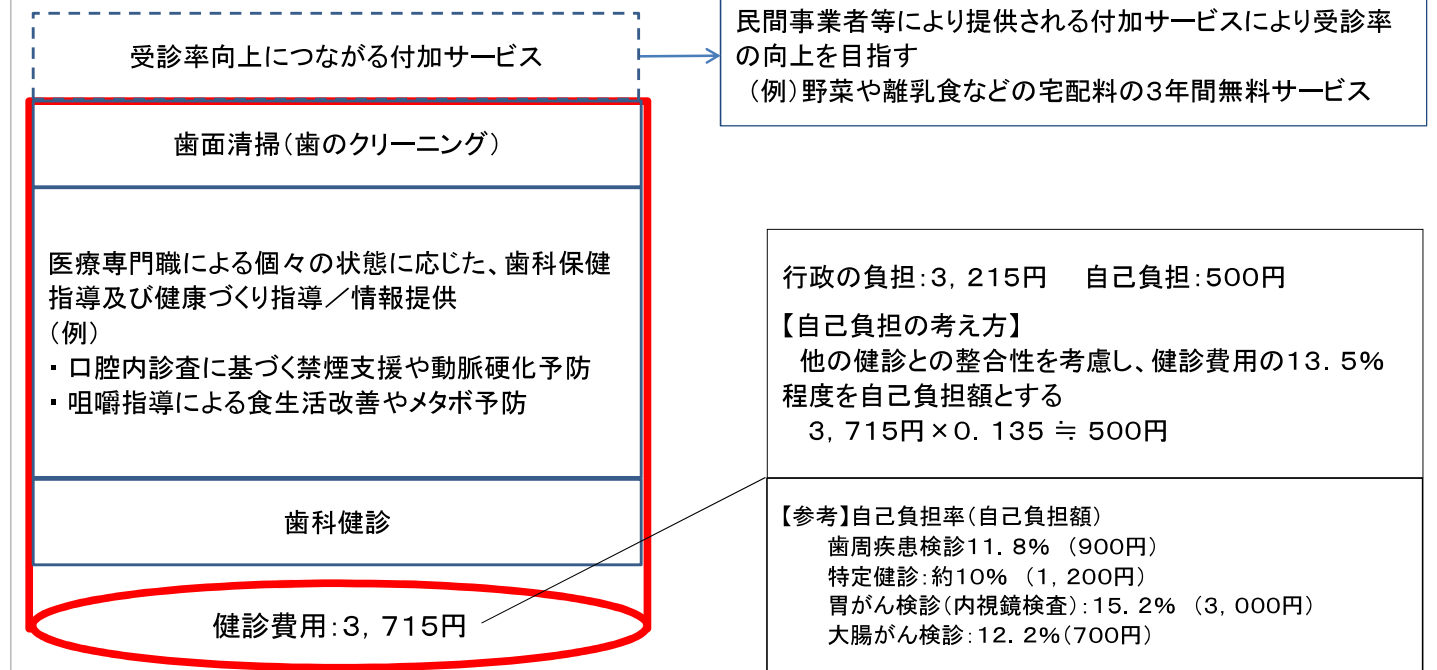 受診率向上につながる付加サービス
民間事業者等により提供される付加サービスにより受診率
の向上を目指す
（例）野菜や離乳食などの宅配料の３年間無料サービス
歯面清掃（歯のクリーニング）
医療専門職による個々の状態に応じた、歯科保健
指導及び健康づくり指導／情報提供
（例）
・口腔内診査に基づく禁煙支援や動脈硬化予防
・咀嚼指導による食生活改善やメタボ予防
歯科健診
健診費用：３，７１５円
行政の負担：３，２１５円　自己負担：５００円
【自己負担の考え方】
他の健診との整合性を考慮し、健診費用の１３．５％
程度を自己負担額とする
３，７１５円×０．１３５≒５００円
【参考】自己負担率（自己負担額）
歯周疾患検診１１．８％　（９００円）
特定健診：約１０％　（１，２００円）
胃がん検診（内視鏡検査）：１５．２％　（３，０００円）
大腸がん検診：１２．２％（７００円）